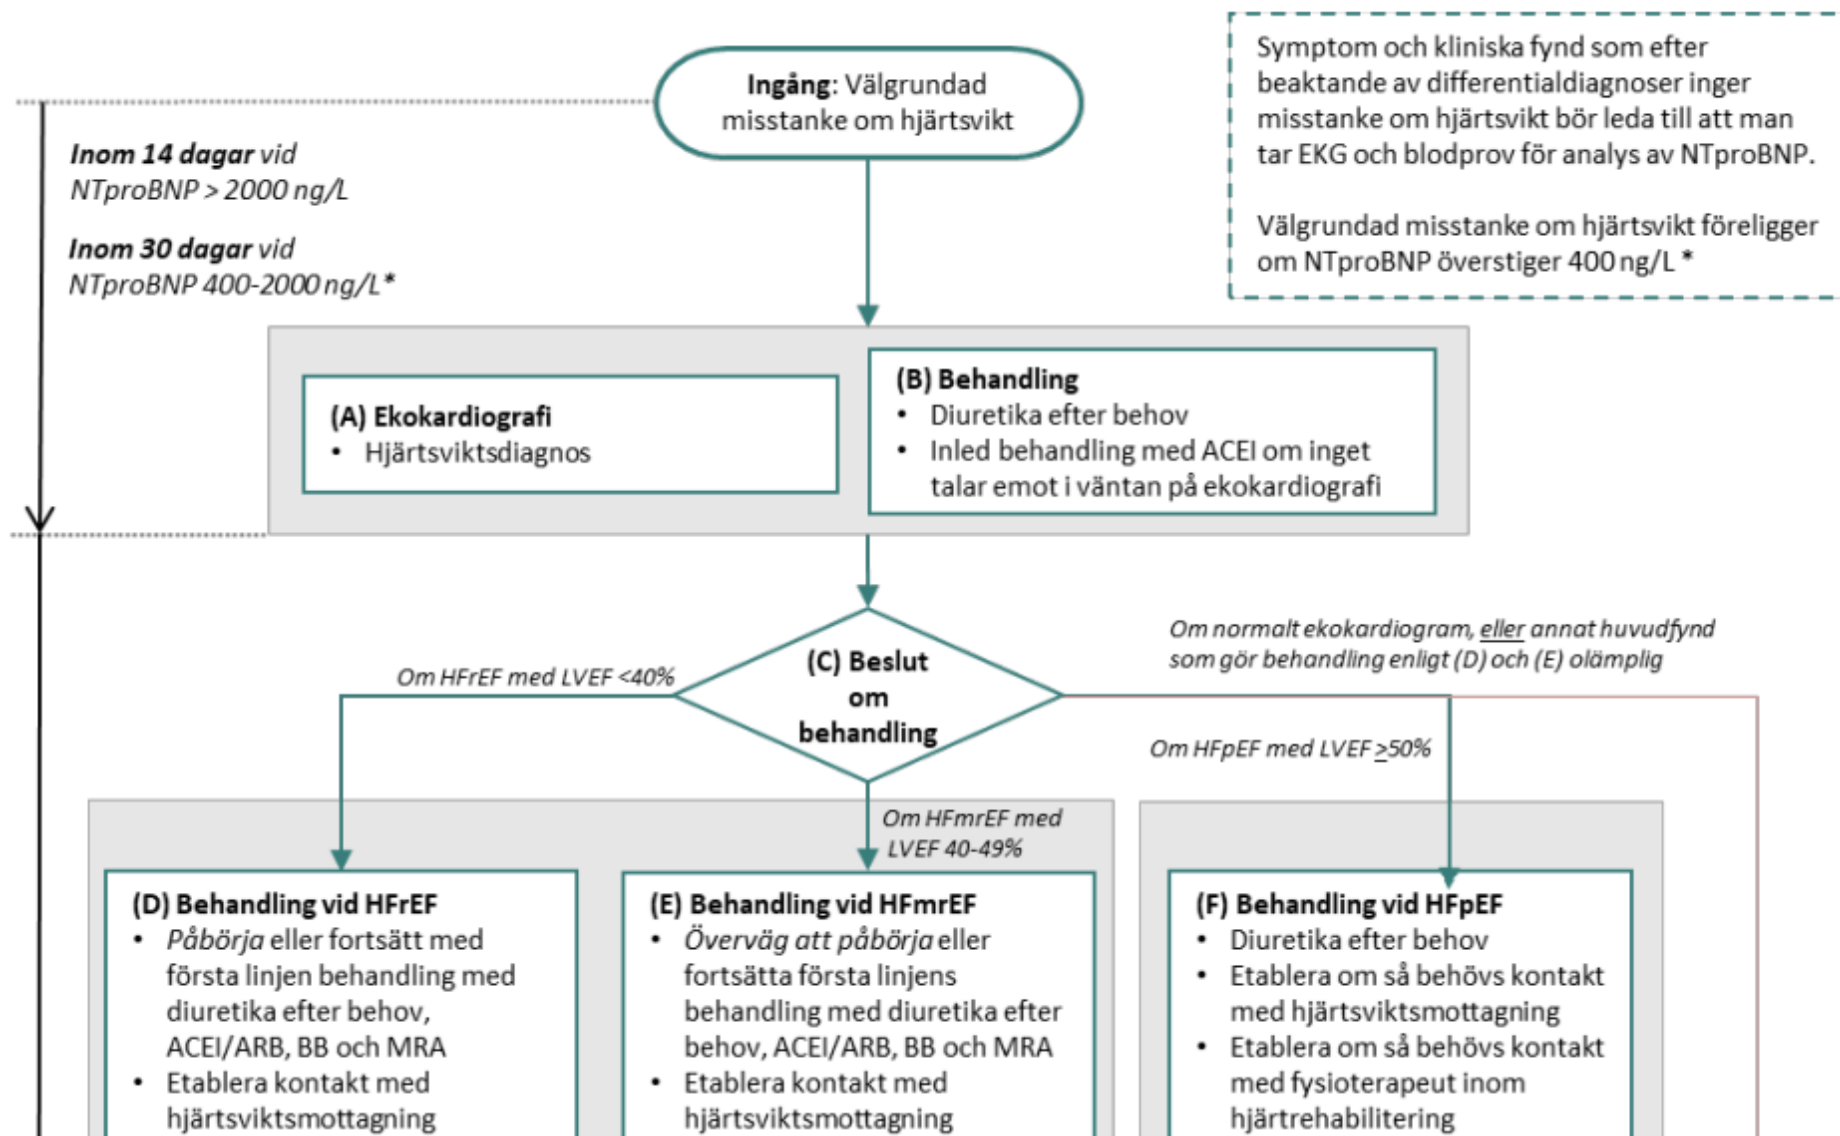 Ingång: Välgrundad
misstanke om hjärtsvikt
Symptom och kliniska fynd som efter
beaktande av differentialdiagnoser inger
misstanke om hjärtsvikt bör leda till att man
tar EKG och blodprov för analys av NTproBNP.
Välgrundad misstanke om hjärtsvikt föreligger
om NTproBNP överstiger 400 ng/L *
Inom 14 dagar vid
NTproBNP > 2000 ng/L
Inom 30 dagar vid
NTproBNP 400-2000 ng/L*
(A) Ekokardiografi
• Hjärtsviktsdiagnos
(B) Behandling
• Diuretika efter behov
• Inled behandling med ACEI om inget
talar emot i väntan på ekokardiografi
(C) Beslut
om
behandling
Om HFrEF med LVEF <40%
Om normalt ekokardiogram, eller annat huvudfynd
som gör behandling enligt (D) och (E) olämplig
Om HFpEF med LVEF ≥50%
Om HFmrEF med
LVEF 40-49%
(D) Behandling vid HFrEF
• Påbörja eller fortsätt med
första linjen behandling med
diuretika efter behov,
ACEI/ARB, BB och MRA
• Etablera kontakt med
hjärtsviktsmottagning
(E) Behandling vid HFmrEF
• Överväg att påbörja eller
fortsätta första linjens
behandling med diuretika efter
behov, ACEI/ARB, BB och MRA
• Etablera kontakt med
hjärtsviktsmottagning
(F) Behandling vid HFpEF
• Diuretika efter behov
• Etablera om så behövs kontakt
med hjärtsviktsmottagning
• Etablera om så behövs kontakt
med fysioterapeut inom
hjärtrehabilitering